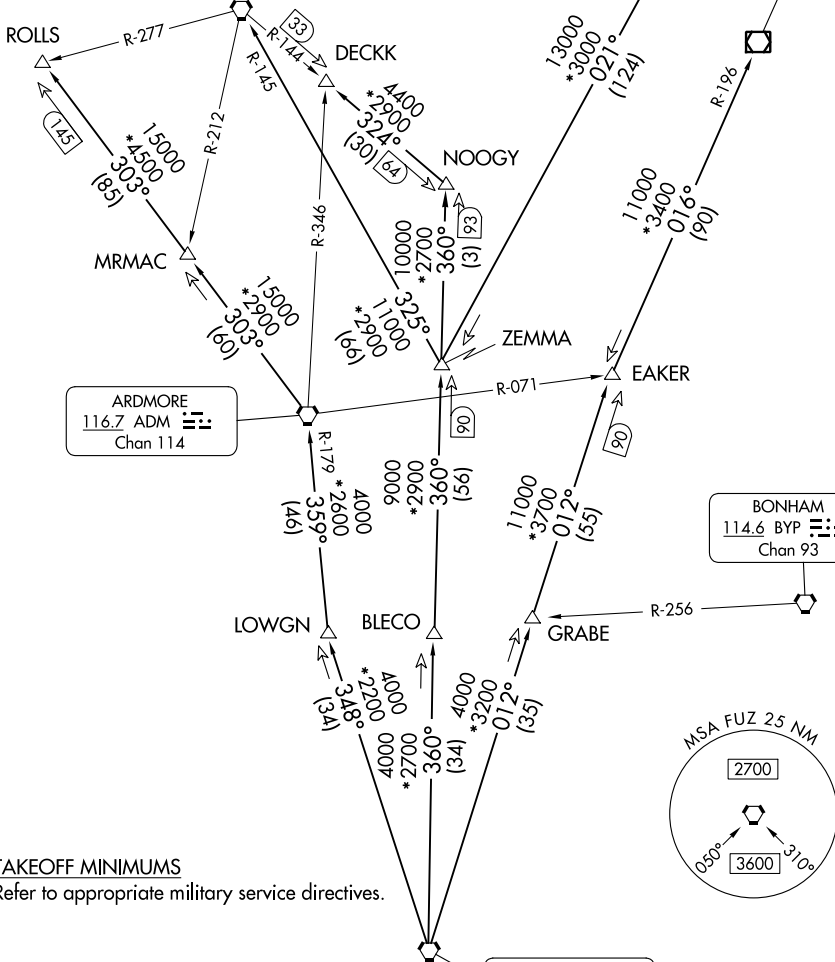 ROLLS
R-277
33
R-144
DECKK
R-145
13000
*3000
021°
(124)
R-196
145
15000
*4500
303°
(85)
R-212
4400
*2900
324°
(30)
64
NOOGY
93
R-346
10000
*2700
360°
(3)
11000
*3400
016°
(90)
MRMAC
15000
*2900
303°
(60)
325°
11000
*2900
(66)
ZEMMA
EAKER
R-071
90
90
ARDMORE
116.7 ADM
Chan 114
R-179
4000
*2600
359°
(46)
9000
*2900
360°
(56)
11000
*3700
012°
(55)
BONHAM
114.6 BYP
Chan 93
R-256
LOWGN
BLECO
GRABE
4000
*2200
348°
(34)
4000
*2700
360°
(34)
4000
*3200
012°
(35)
MSA FUZ 25 NM
2700
050°
310°
3600
TAKEOFF MINIMUMS
Refer to appropriate military service directives.